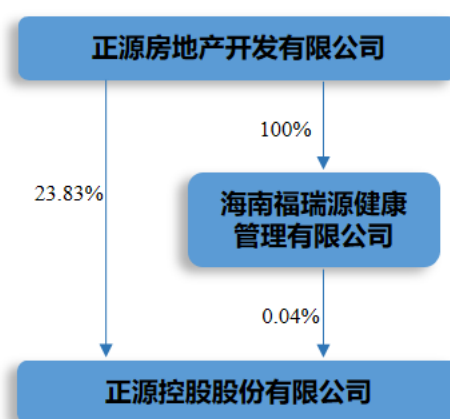 正源房地产开发有限公司
100%
23.83%
海南福瑞源健康
管理有限公司
0.04%
正源控股股份有限公司